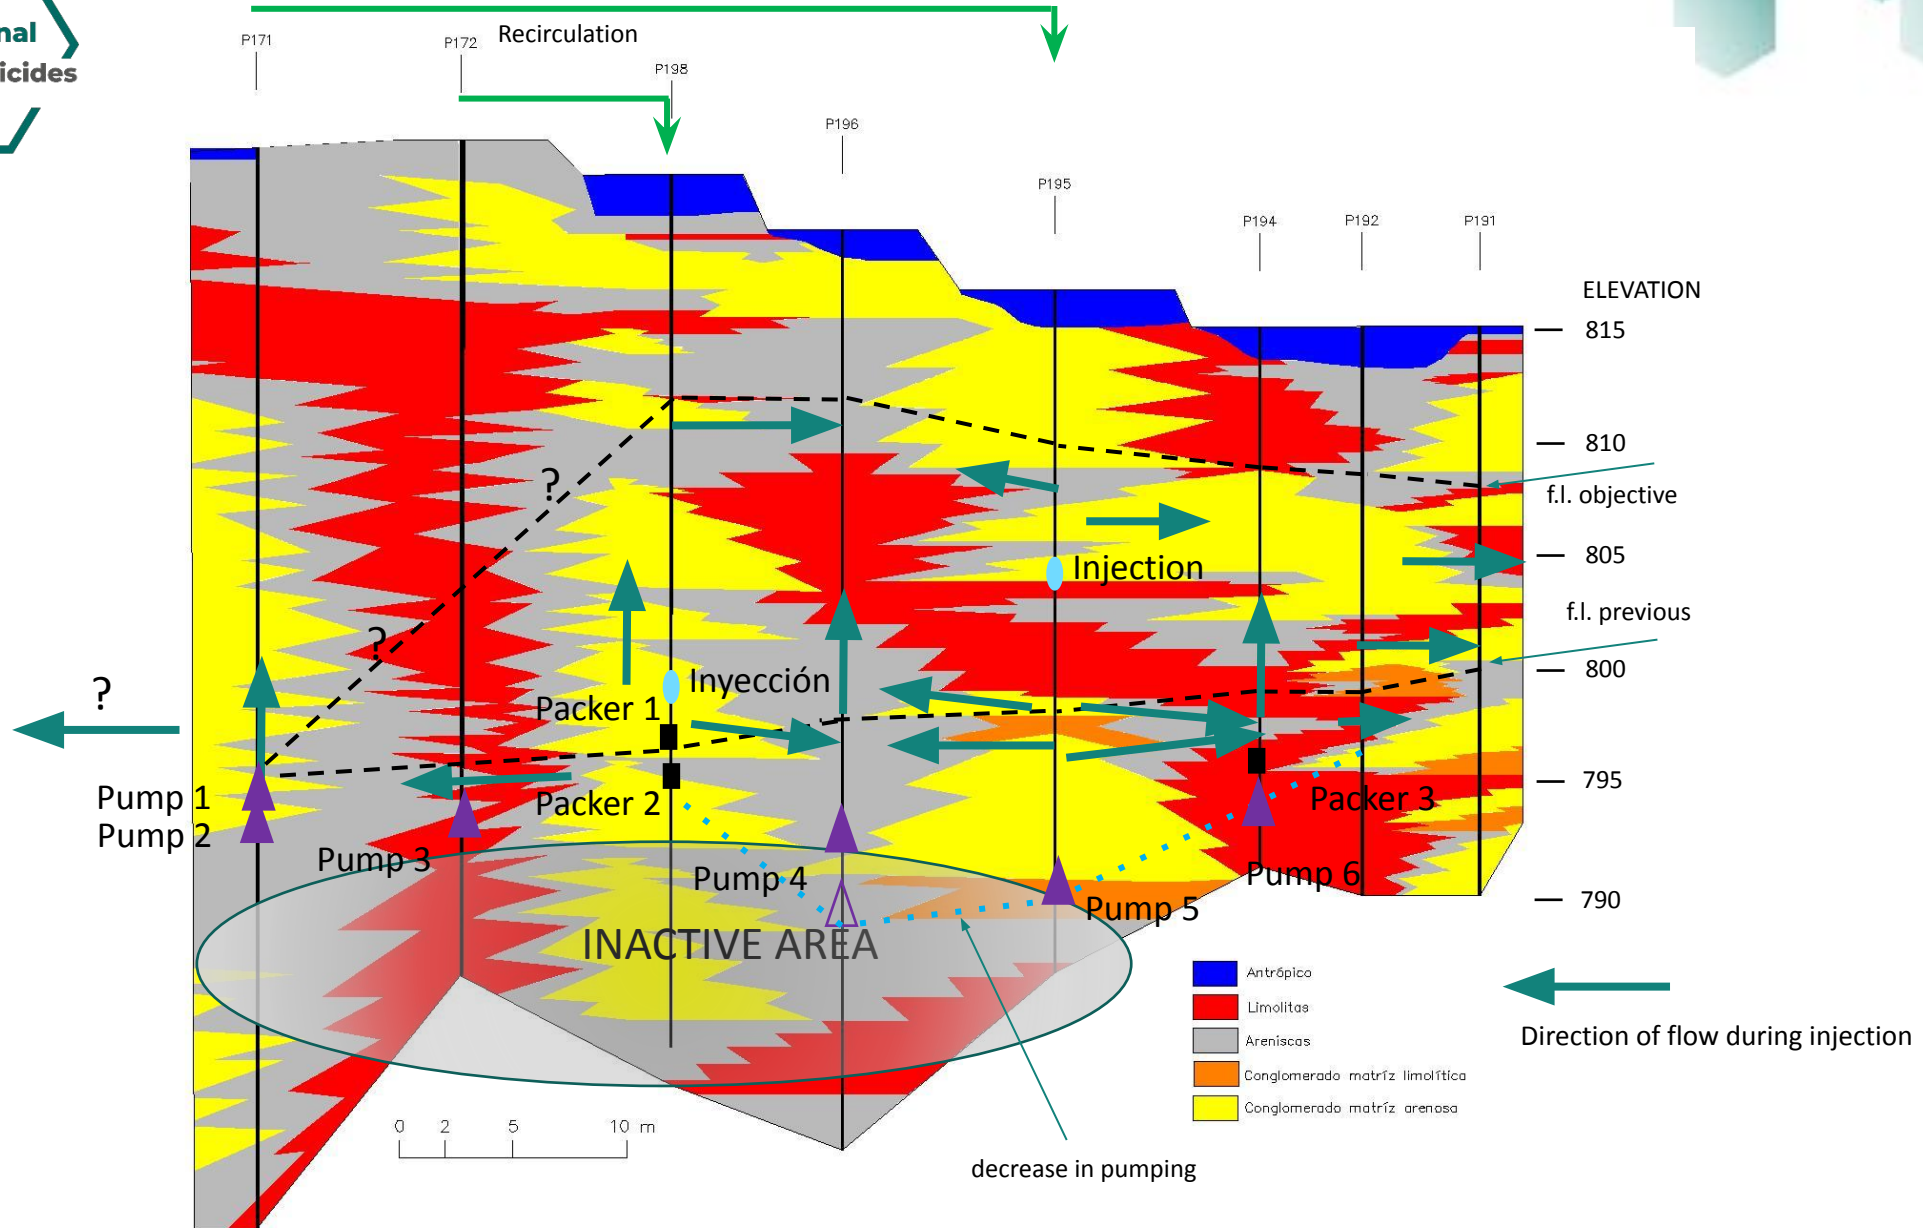 nal
icides
Recirculation
P171
P172
P198
P196
P195
P194
P192
P191
ELEVATION
815
810
f.l. objective
805
f.l. previous
800
795
790
?
?
?
Injection
Inyección
Packer 1
Packer 2
Packer 3
Pump 1
Pump 2
Pump 3
Pump 4
Pump 5
Pump 6
INACTIVE AREA
Antrópico
Limolitas
Areniscas
Conglomerado matríz limolítica
Conglomerado matríz arenosa
Direction of flow during injection
0 2 5 10 m
decrease in pumping